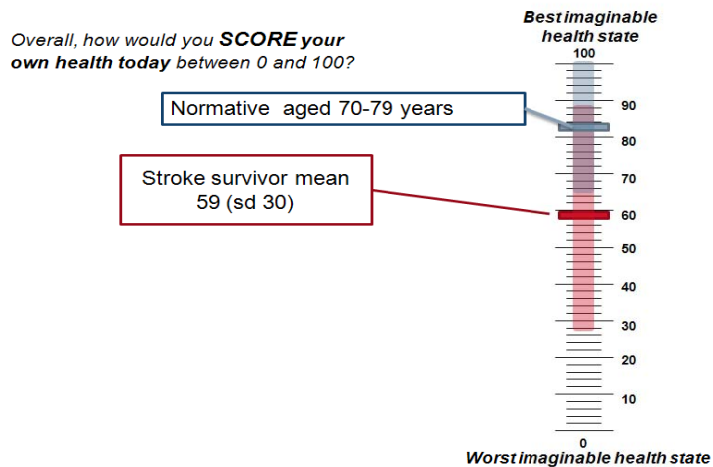 Overall, how would you SCORE your
own health today between 0 and 100?
Best imaginable
health state
100
Normative aged 70-79 years
90
80
Stroke survivor mean
59 (sd 30)
70
60
50
40
30
20
10
0
Worst imaginable health state